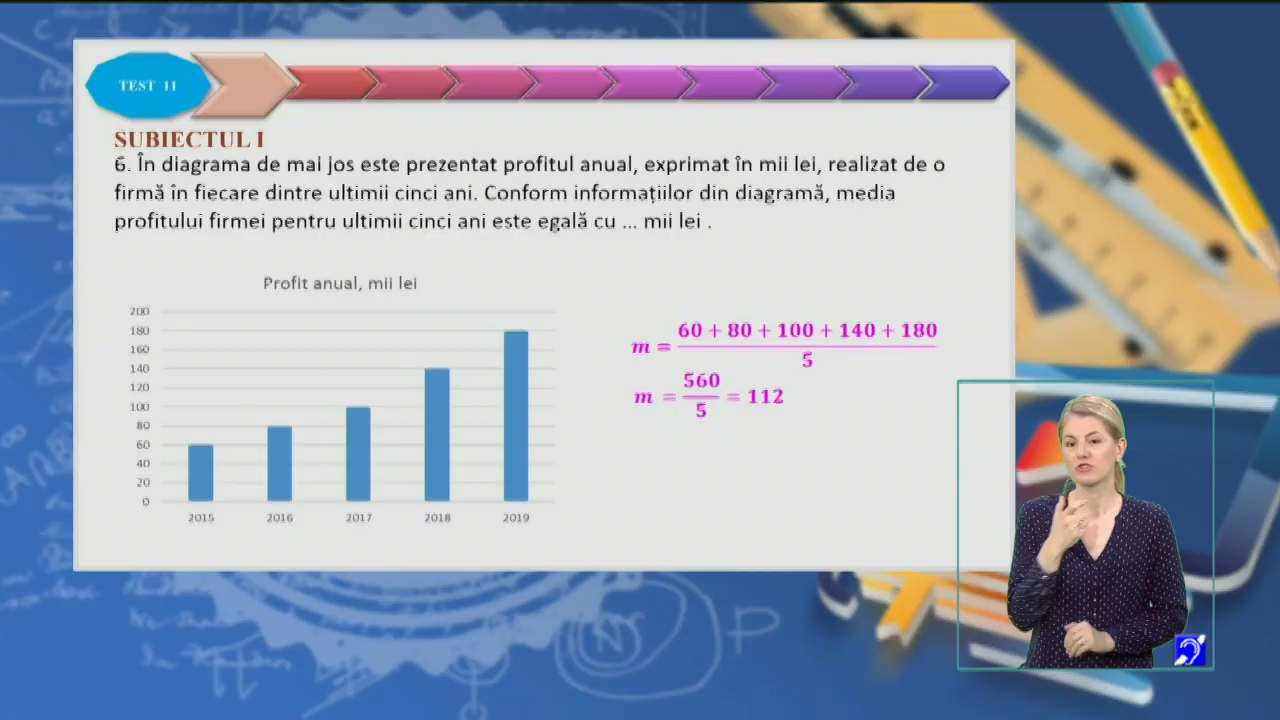 TEST 11
SUBIECTUL I
6. În diagrama de mai jos este prezentat profitul anual, exprimat în mii lei, realizat de o
firmă în fiecare dintre ultimii cinci ani. Conform informațiilor din diagramă, media
profitului firmei pentru ultimii cinci ani este egală cu ... mii lei .
Profit anual, mii lei
200
180
160
140
120
100
80
60
40
20
0
2015 2016 2017 2018 2019
m = (60 + 80 + 100 + 140 + 180) / 5
m = 560 / 5 = 112
N
P